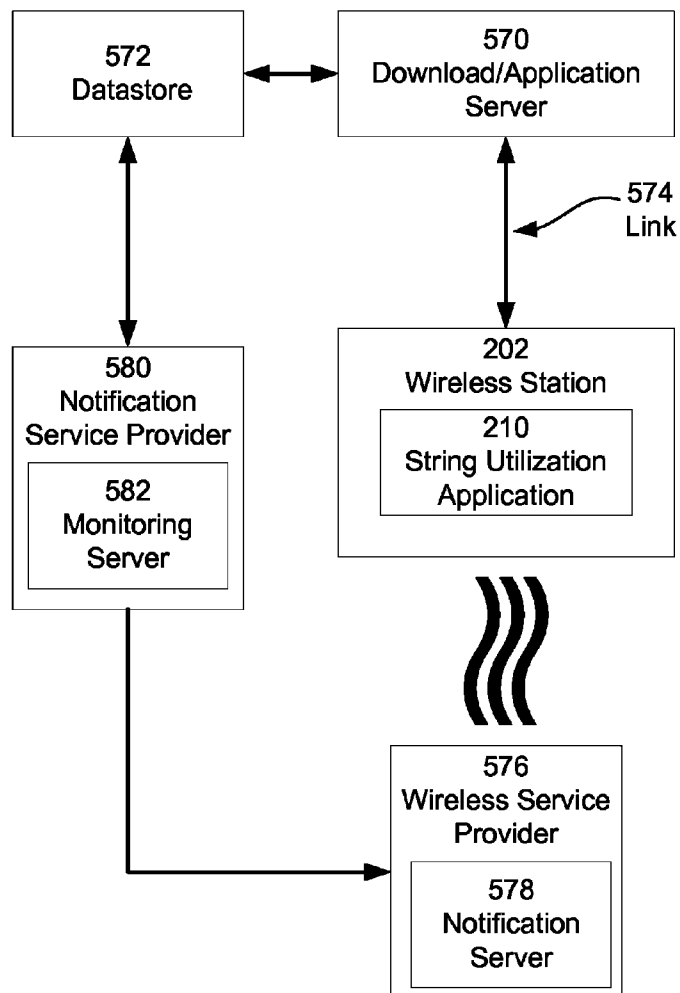 572
Datastore
570
Download/Application
Server
574
Link
580
Notification
Service Provider
582
Monitoring
Server
202
Wireless Station
210
String Utilization
Application
576
Wireless Service
Provider
578
Notification
Server